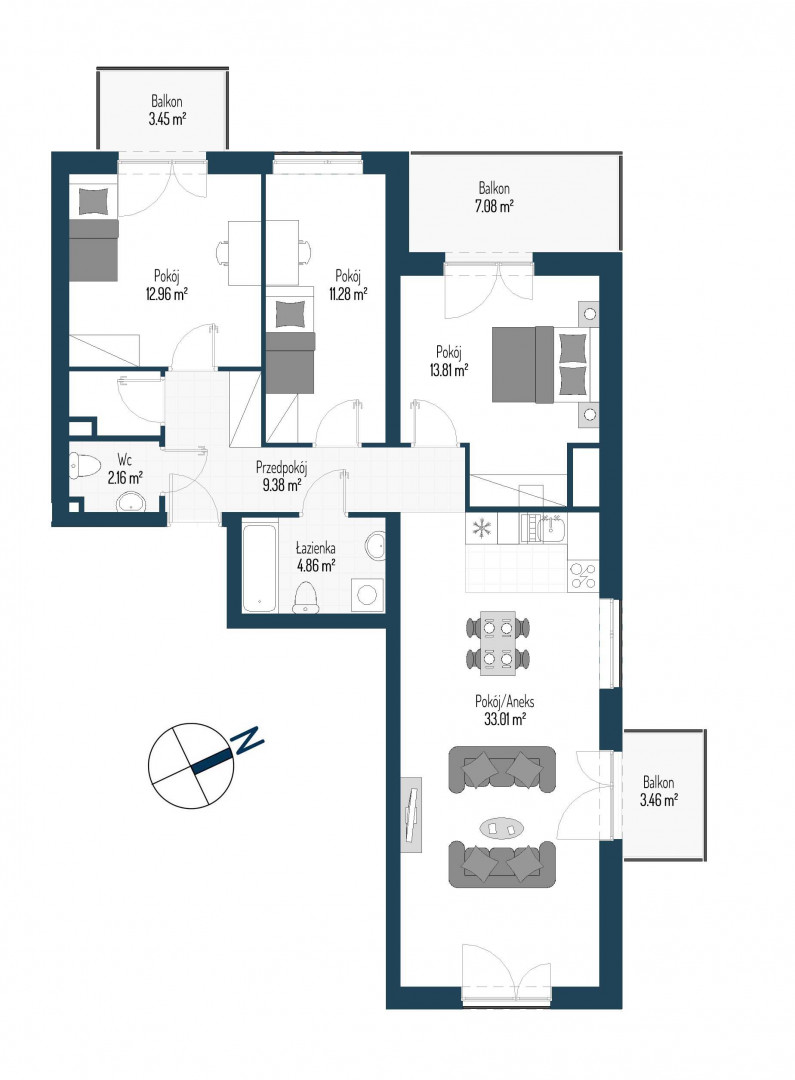 Balkon
3.45 m²
Balkon
7.08 m²
Pokój
12.96 m²
Pokój
11.28 m²
Pokój
13.81 m²
Wc
2.16 m²
Przedpokój
9.38 m²
Łazienka
4.86 m²
Pokój/Aneks
33.01 m²
N
Balkon
3.46 m²